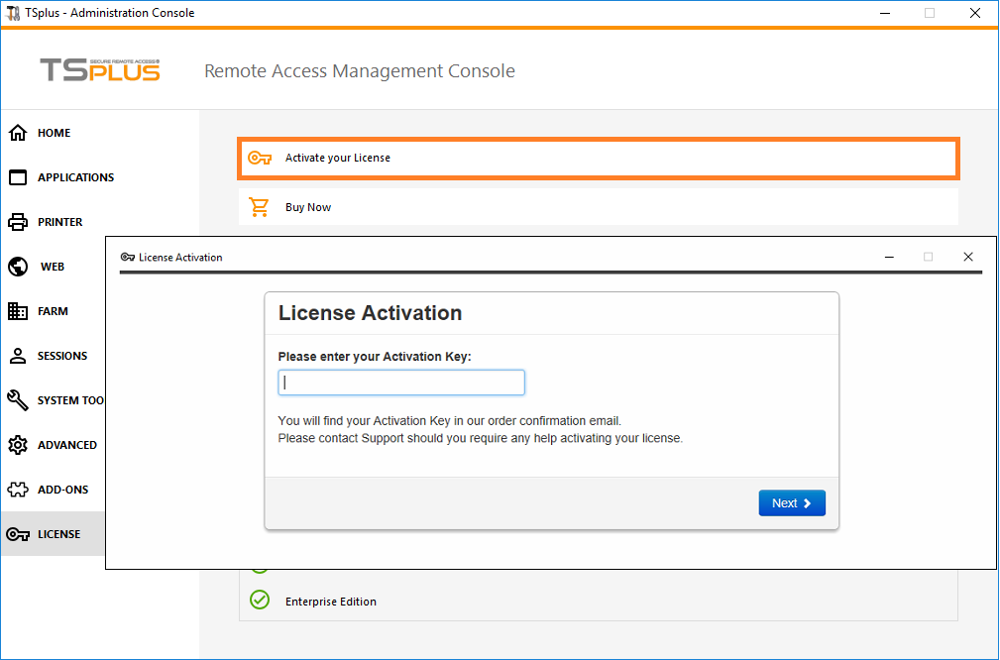 TSplus - Administration Console
TSPLUS
SECURE REMOTE ACCESS®
Remote Access Management Console
HOME
APPLICATIONS
PRINTER
WEB
FARM
SESSIONS
SYSTEM TOO
ADVANCED
ADD-ONS
LICENSE
Activate your License
Buy Now
License Activation
License Activation
Please enter your Activation Key:
You will find your Activation Key in our order confirmation email.
Please contact Support should you require any help activating your license.
Next
Enterprise Edition